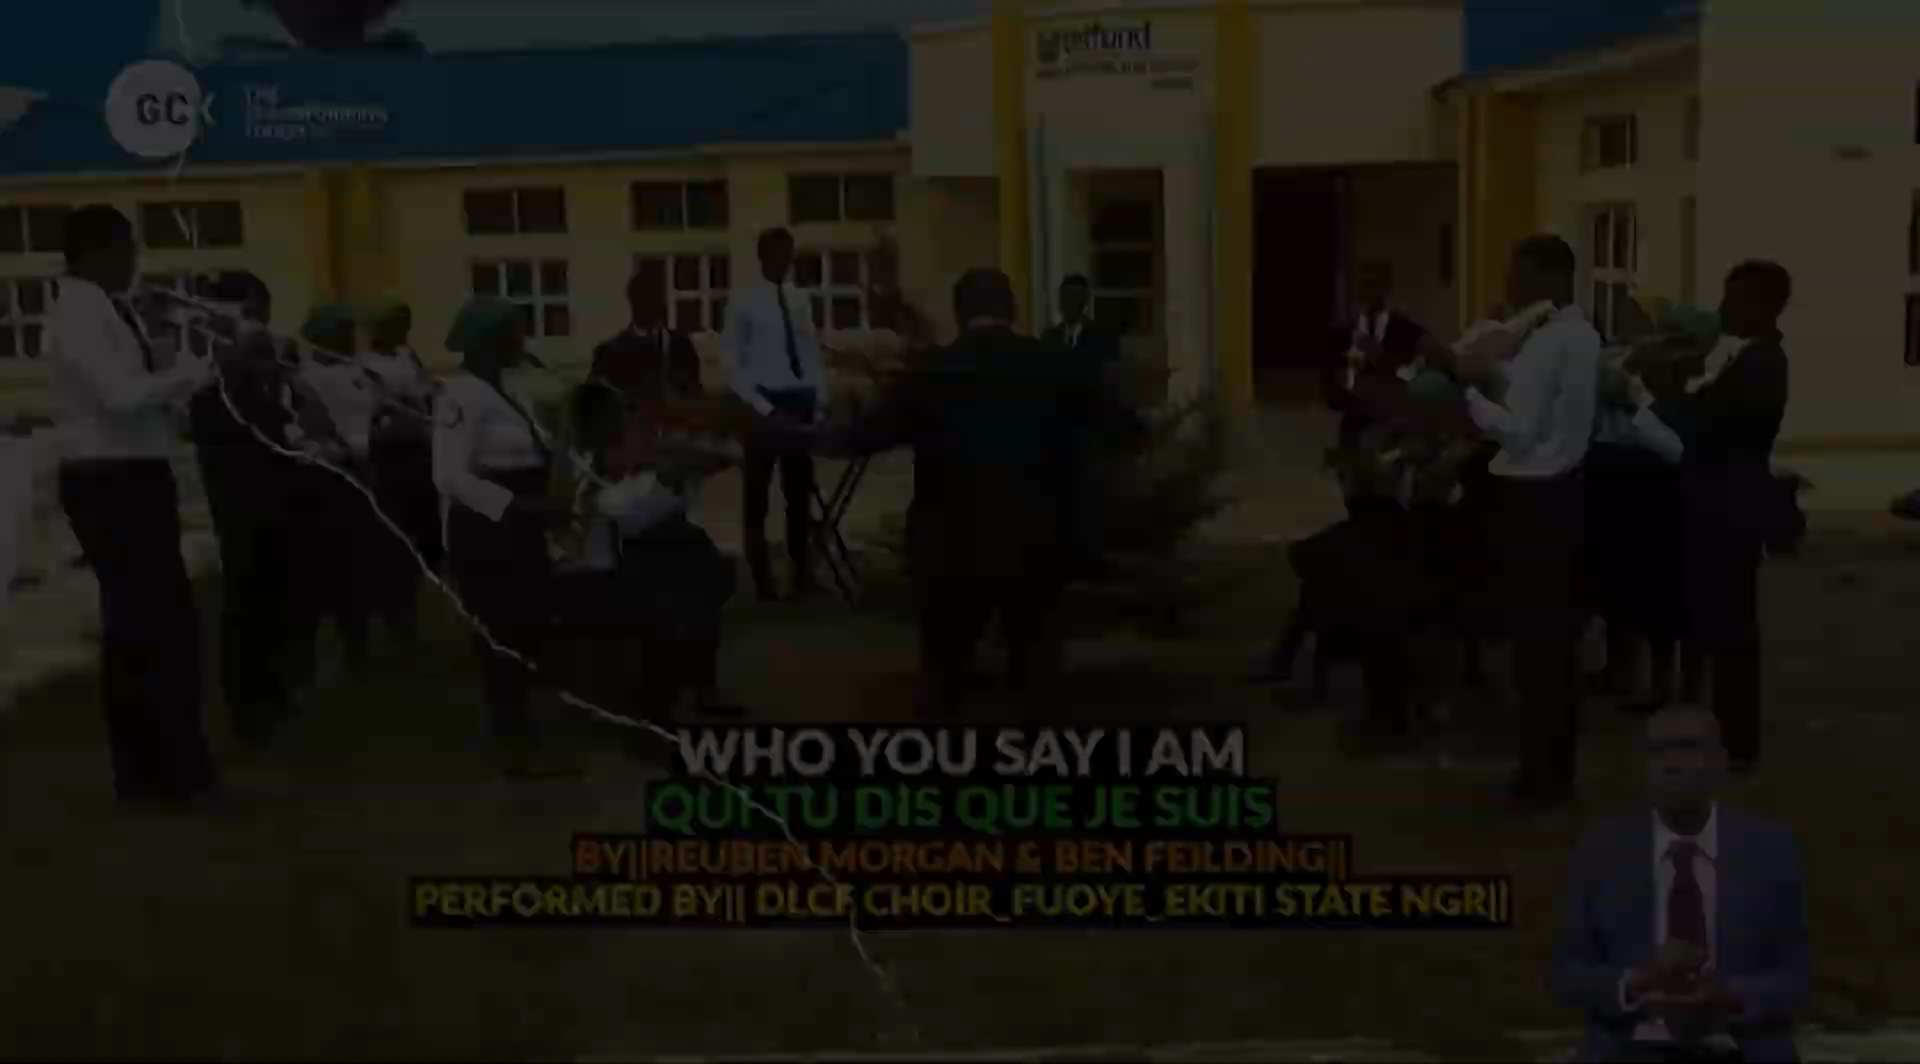 GCK
THE
WHO YOU SAY I AM
QUI TU DIS QUE JE SUIS
BY||REUBEN MORGAN & BEN FEILDING||
PERFORMED BY|| DLCF CHOIR_FUOYE_EKITI STATE NGR||